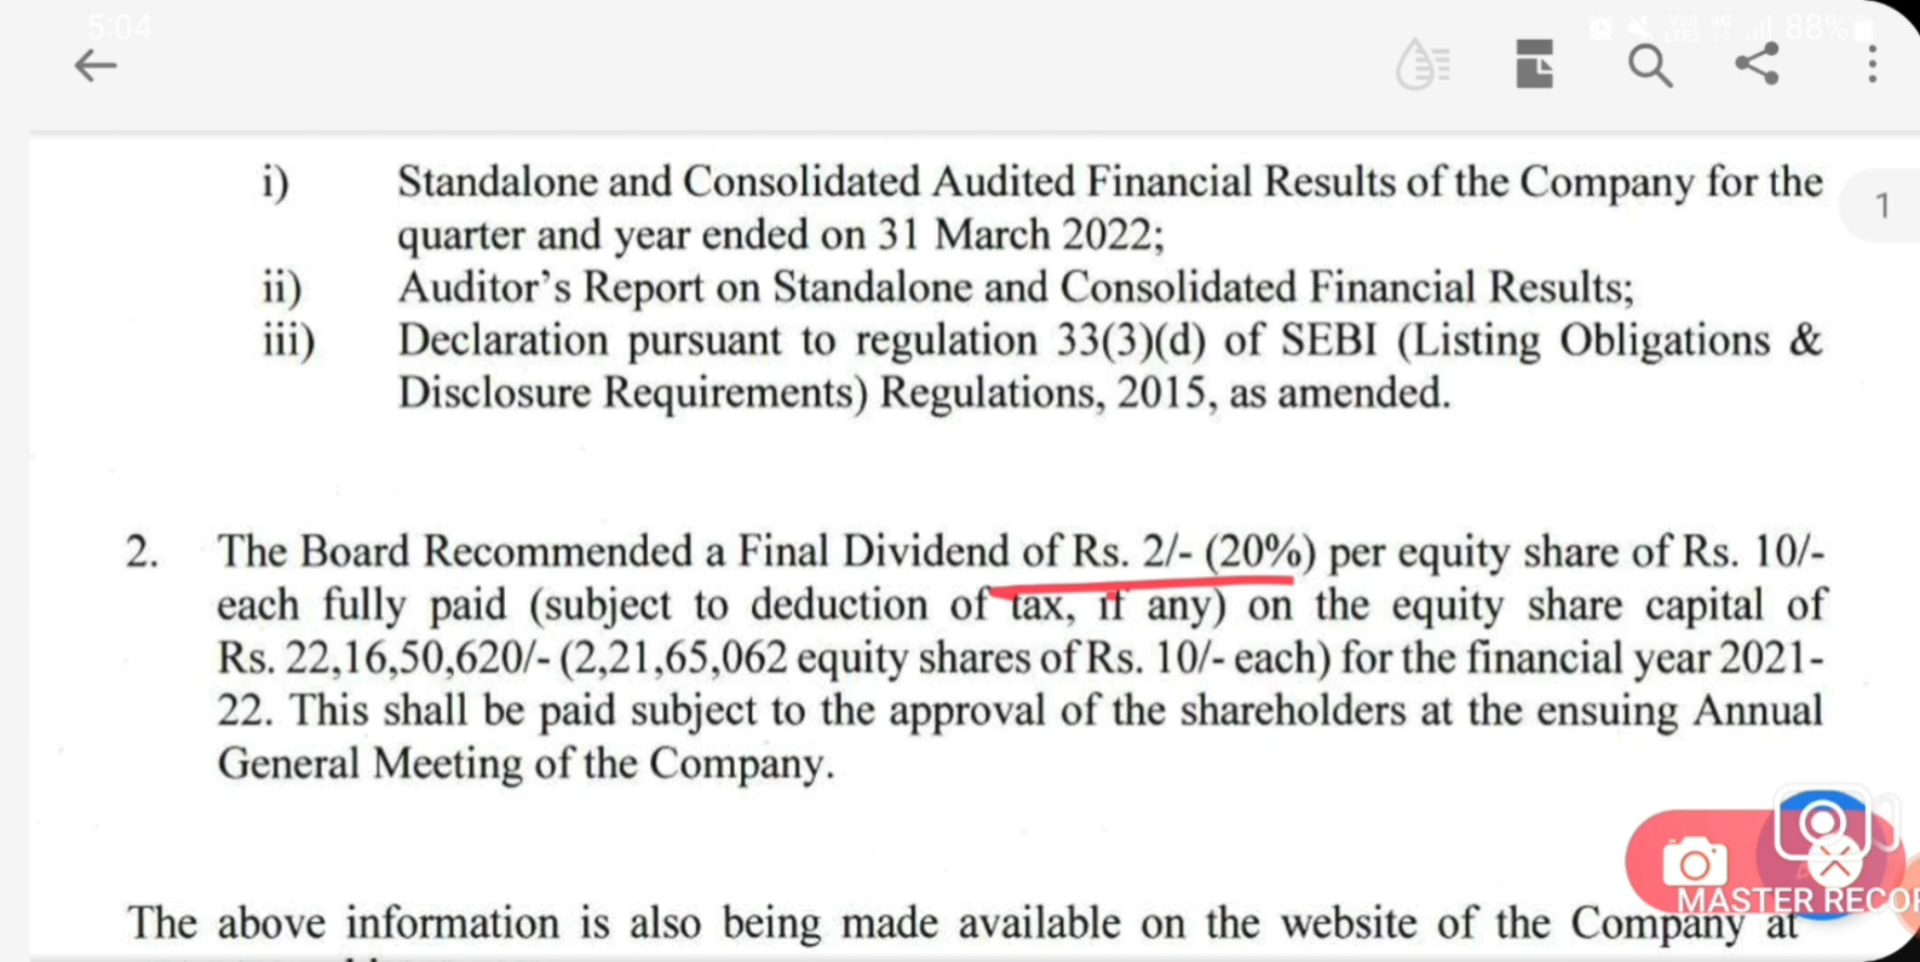 5:04
88%
1
i) Standalone and Consolidated Audited Financial Results of the Company for the
quarter and year ended on 31 March 2022;
ii) Auditor's Report on Standalone and Consolidated Financial Results;
iii) Declaration pursuant to regulation 33(3)(d) of SEBI (Listing Obligations &
Disclosure Requirements) Regulations, 2015, as amended.
2. The Board Recommended a Final Dividend of Rs. 2/- (20%) per equity share of Rs. 10/-
each fully paid (subject to deduction of tax, if any) on the equity share capital of
Rs. 22,16,50,620/- (2,21,65,062 equity shares of Rs. 10/- each) for the financial year 2021-
22. This shall be paid subject to the approval of the shareholders at the ensuing Annual
General Meeting of the Company.
The above information is also being made available on the website of the Company at
MASTER RECOR